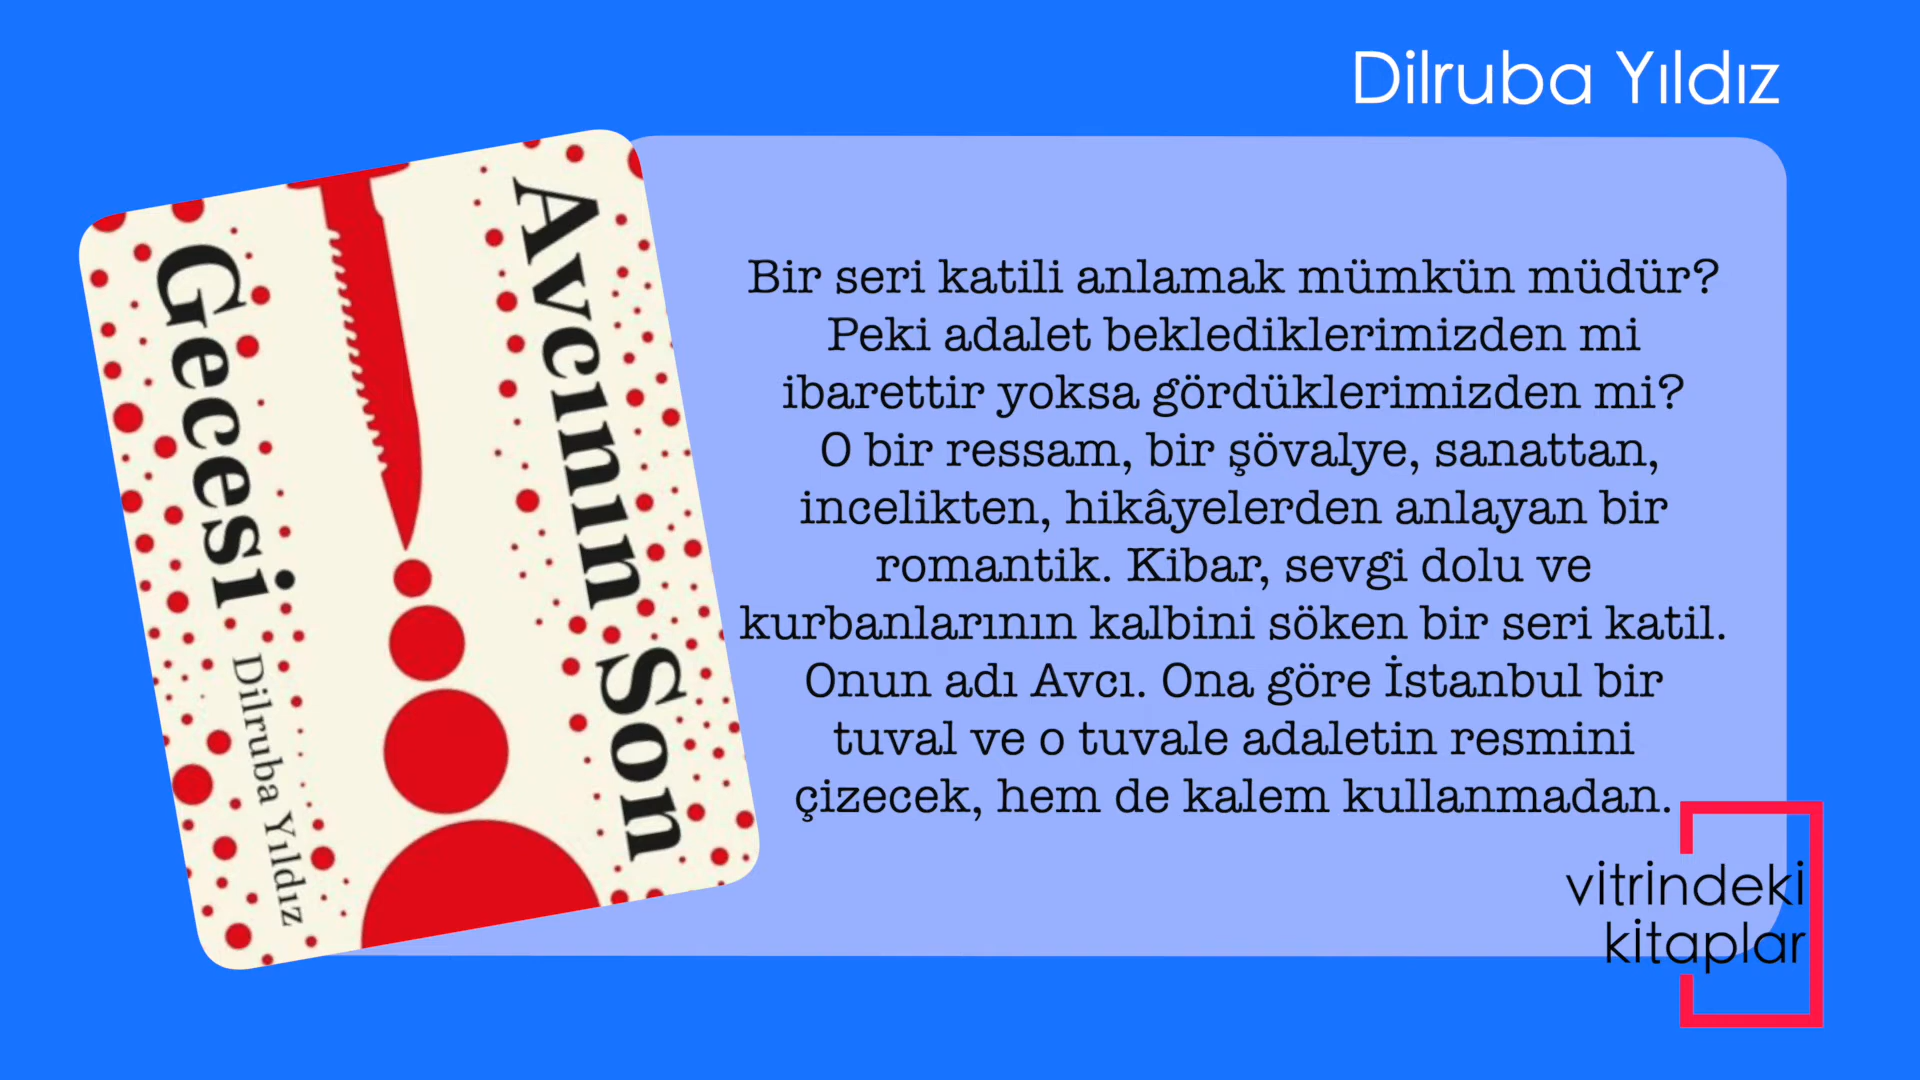 Dilruba Yıldız
Avcının Son
Gecesi
Dilruba Yıldız
Bir seri katili anlamak mümkün müdür?
Peki adalet beklediklerimizden mi
ibarettir yoksa gördüklerimizden mi?
O bir ressam, bir şövalye, sanattan,
incelikten, hikâyelerden anlayan bir
romantik. Kibar, sevgi dolu ve
kurbanlarının kalbini söken bir seri katil.
Onun adı Avcı. Ona göre İstanbul bir
tuval ve o tuvale adaletin resmini
çizecek, hem de kalem kullanmadan.
vitrindeki
kitaplar